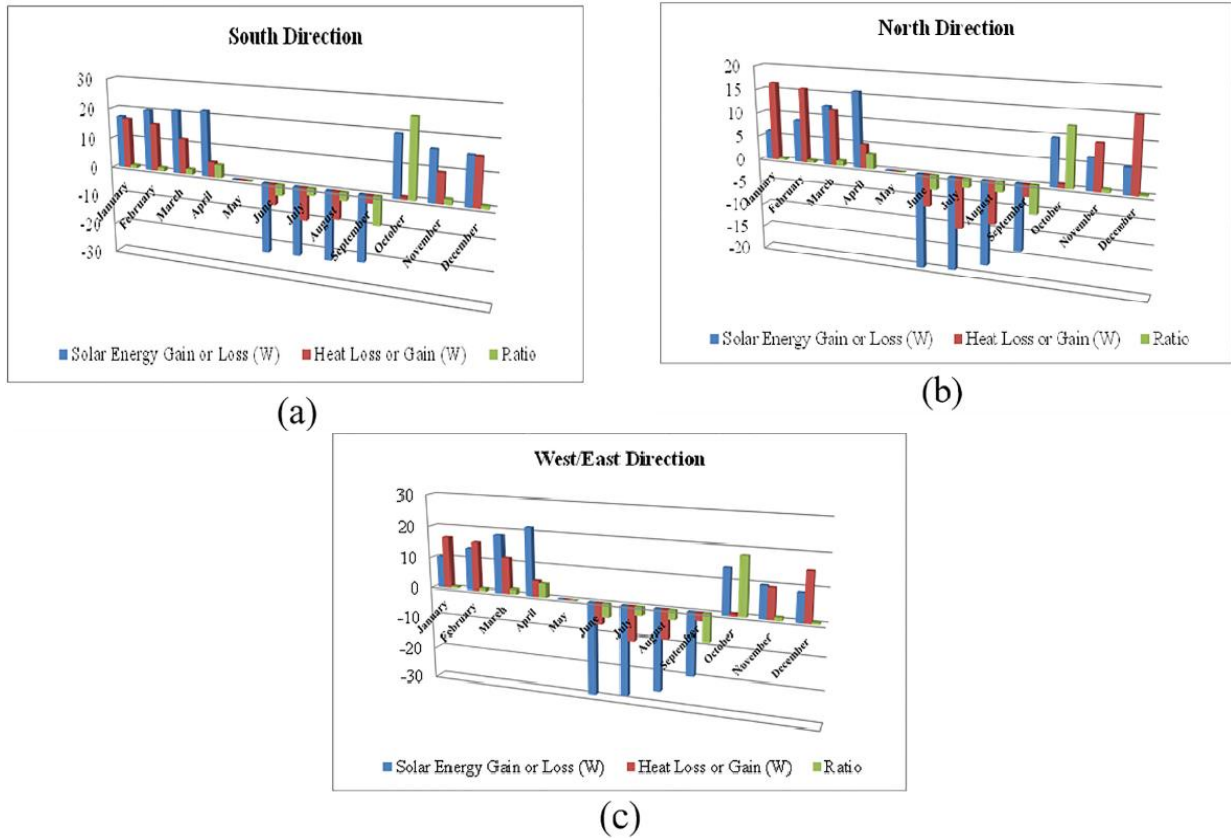 South Direction
30
20
10
0
-10
-20
-30
January
February
March
April
May
June
July
August
September
October
November
December
Solar Energy Gain or Loss (W) Heat Loss or Gain (W) Ratio
(a)
North Direction
20
15
10
5
0
-5
-10
-15
-20
January
February
March
April
May
June
July
August
September
October
November
December
Solar Energy Gain or Loss (W) Heat Loss or Gain (W) Ratio
(b)
West/East Direction
30
20
10
0
-10
-20
-30
January
February
March
April
May
June
July
August
September
October
November
December
Solar Energy Gain or Loss (W) Heat Loss or Gain (W) Ratio
(c)